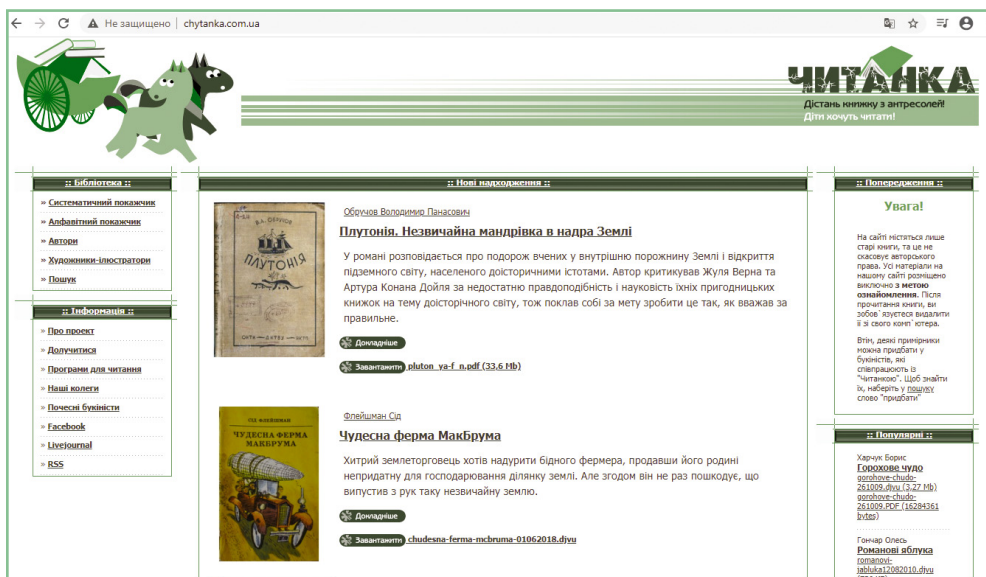 Не защищено | chytanka.com.ua
ЧИТАНКА
Дістань книжку з антресолей!
Діти хочуть читати!
:: Бібліотека ::
» Систематичний покажчик
» Алфавітний покажчик
» Автори
» Художники-ілюстратори
» Пошук
:: Інформація ::
» Про проект
» Долучитися
» Програми для читання
» Наші колеги
» Почесні букіністи
» Facebook
» Livejournal
» RSS
:: Нові надходження ::
В.А. ОБРУЧОВ
ПЛУТОНІЯ
Обручов Володимир Панасович
Плутонія. Незвичайна мандрівка в надра Землі
У романі розповідається про подорож вчених у внутрішню порожнину Землі і відкриття
підземного світу, населеного доісторичними істотами. Автор критикував Жуля Верна та
Артура Конана Дойля за недостатню правдоподібність і науковість їхніх пригодницьких
книжок на тему доісторічного світу, тож поклав собі за мету зробити це так, як вважав за
правильне.
Докладніше
Завантажити pluton_ya-f_n.pdf (33,6 Mb)
СІД ФЛЕЙШМАН
ЧУДЕСНА ФЕРМА
МАКБРУМА
Флейшман Сід
Чудесна ферма МакБрума
Хитрий землеторговець хотів надурити бідного фермера, продавши його родині
непридатну для господарювання ділянку землі. Але згодом він не раз пошкодує, що
випустив з рук таку незвичайну землю.
Докладніше
Завантажити chudesna-ferma-mcbruma-01062018.djvu
:: Попередження ::
Увага!
На сайті містяться лише
старі книги, та це не
скасовує авторського
права. Усі матеріали на
нашому сайті розміщено
виключно з метою
ознайомлення. Після
прочитання книги, ви
зобов`язуетеся видалити
її зі свого комп`ютера.
Втім, деякі примірники
можна придбати у
букіністів, які
співпрацюють із
"Читанкою". Щоб знайти
їх, наберіть у пошуку
слово "придбати"
:: Популярні ::
Харчук Борис
Горохове чудо
gorohove-chudo-
261009.djvu (3,27 Mb)
gorohove-chudo-
261009.PDF (16284361
bytes)
Гончар Олесь
Романові яблука
romanovi-
jabluka12082010.djvu